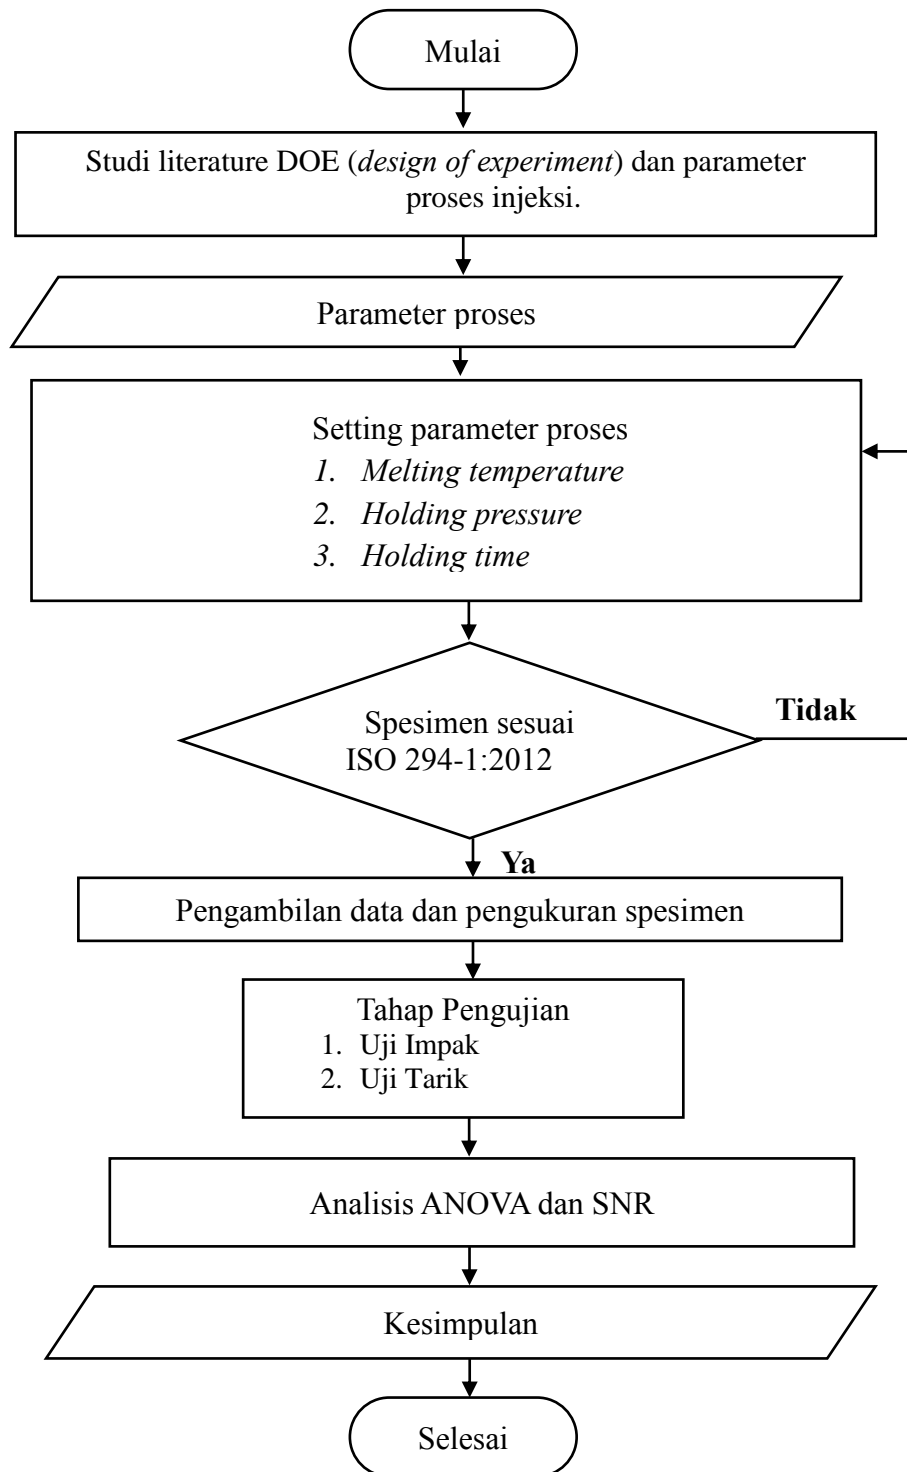 Mulai
Studi literature DOE (design of experiment) dan parameter
proses injeksi.
Parameter proses
Setting parameter proses
1. Melting temperature
2. Holding pressure
3. Holding time
Spesimen sesuai
ISO 294-1:2012
Tidak
Ya
Pengambilan data dan pengukuran spesimen
Tahap Pengujian
1. Uji Impak
2. Uji Tarik
Analisis ANOVA dan SNR
Kesimpulan
Selesai